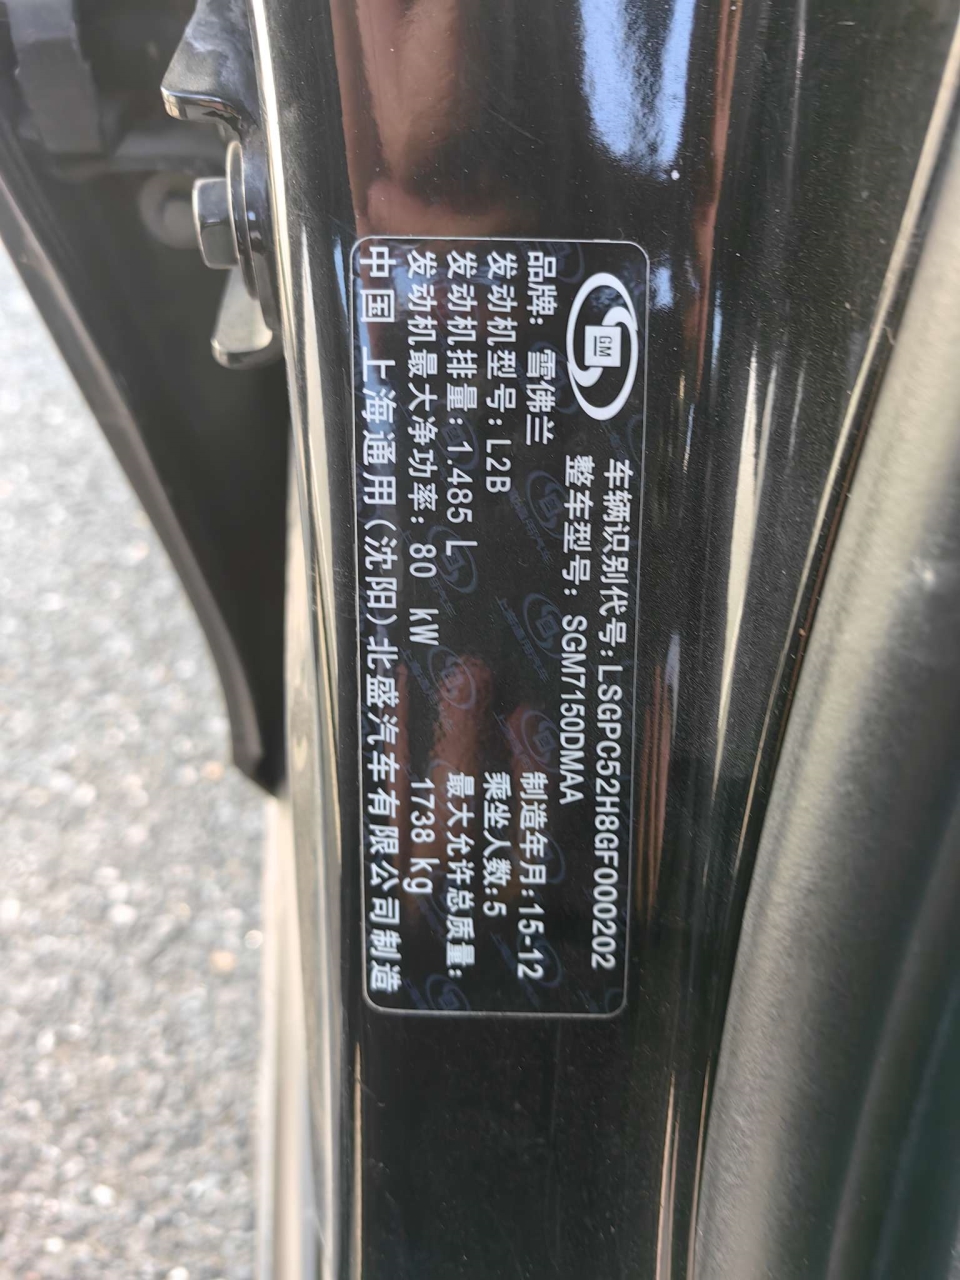 GM
车辆识别代号:LSGPC52H8GF000202
整车型号: SGM7150DMAA
品牌: 雪佛兰
制造年月:15-12
发动机型号:L2B
乘坐人数:5
发动机排量:1.485 L
最大允许总质量:
发动机最大净功率: 80 kW
1738 kg
中国 上海通用(沈阳)北盛汽车有限公司制造